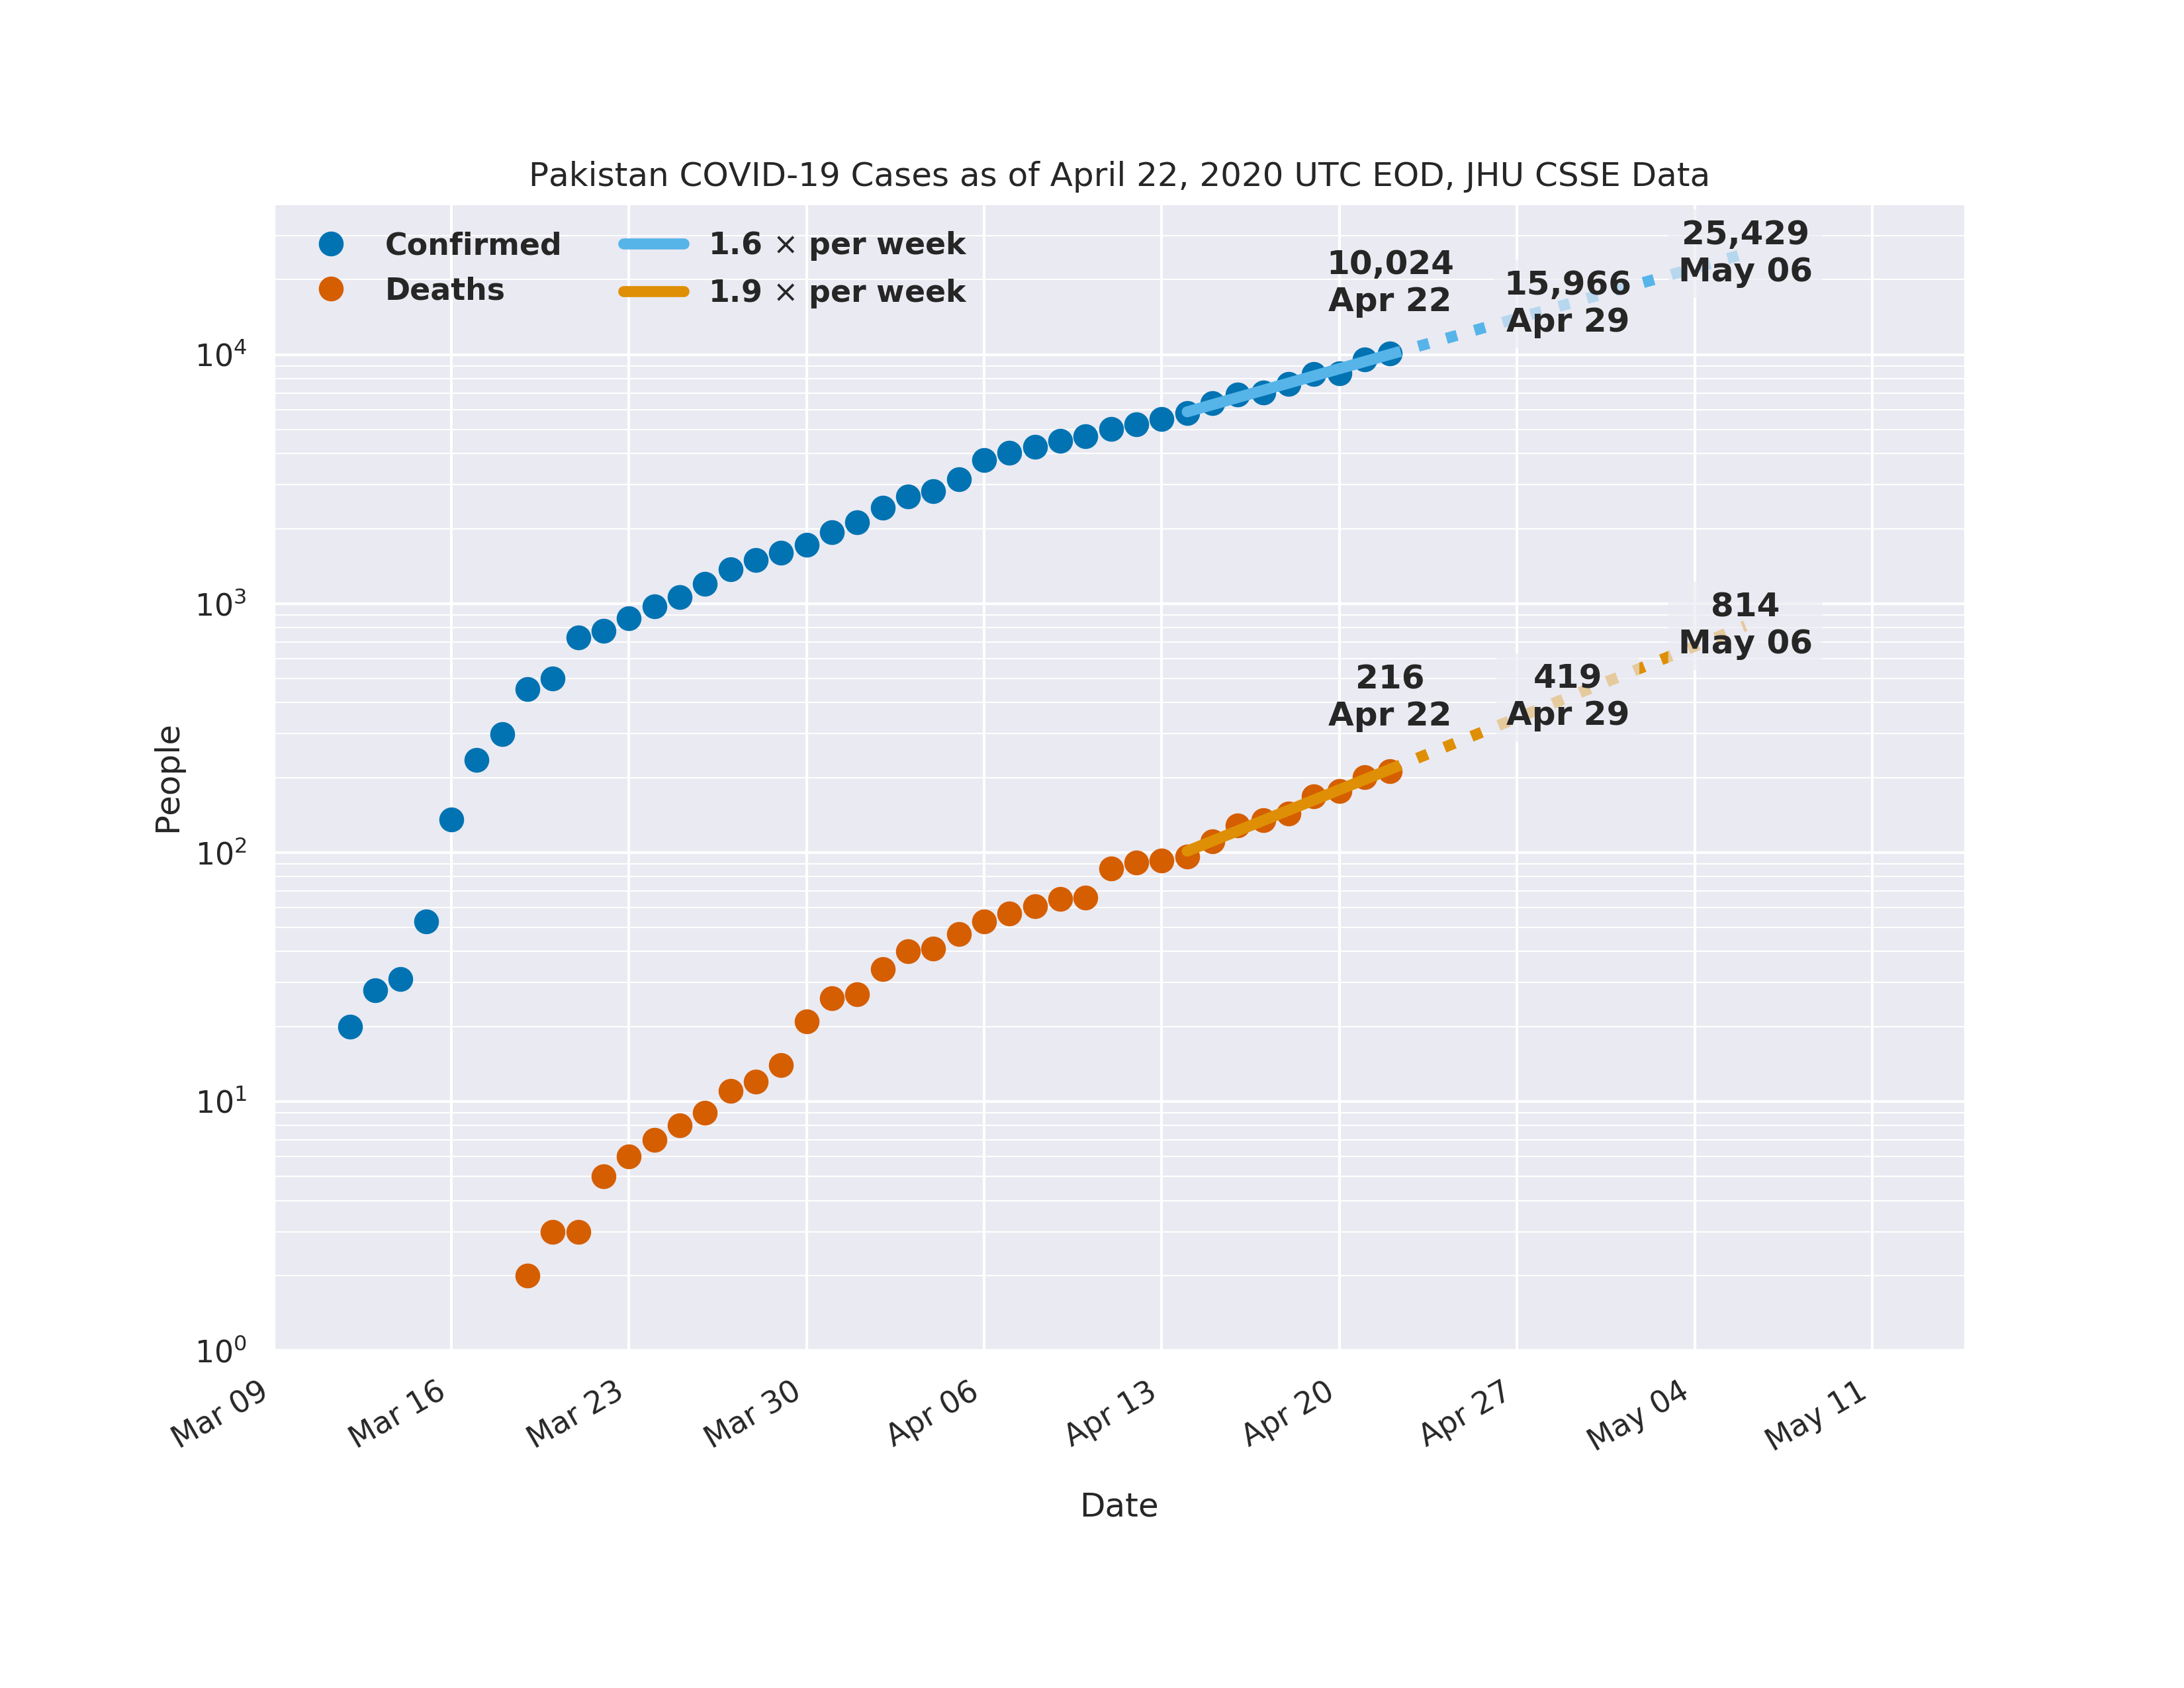 Pakistan COVID-19 Cases as of April 22, 2020 UTC EOD, JHU CSSE Data
Confirmed
Deaths
1.6 × per week
1.9 × per week
10,024
Apr 22
15,966
Apr 29
25,429
May 06
216
Apr 22
419
Apr 29
814
May 06
People
10⁴
10³
10²
10¹
10⁰
Mar 09
Mar 16
Mar 23
Mar 30
Apr 06
Apr 13
Apr 20
Apr 27
May 04
May 11
Date